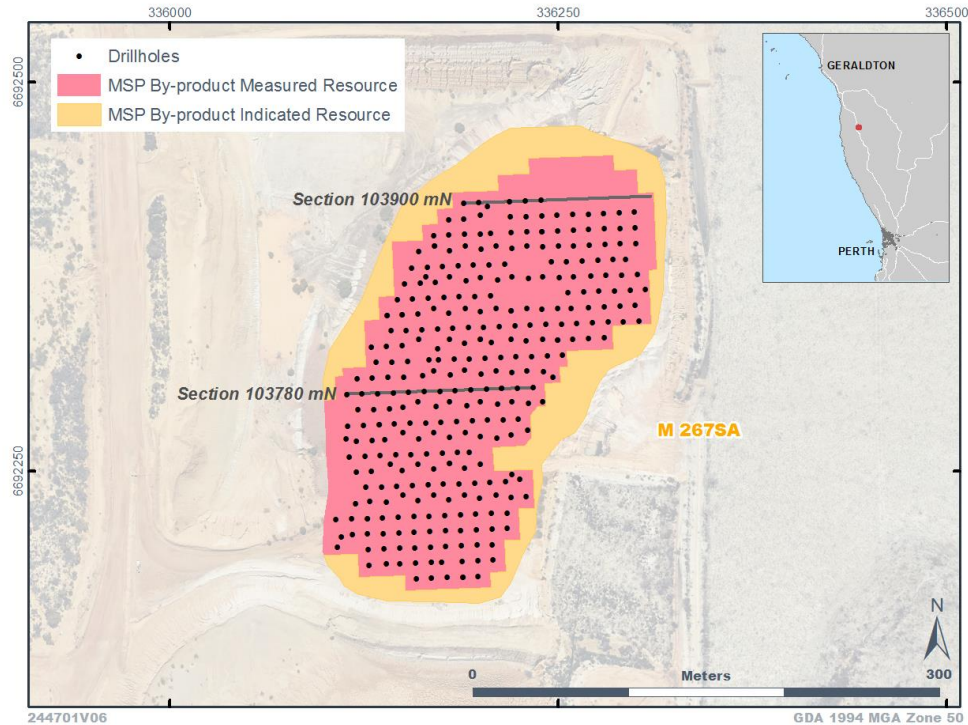 336000
336250
336500
6692500
6692250
Drillholes
MSP By-product Measured Resource
MSP By-product Indicated Resource
GERALDTON
PERTH
Section 103900 mN
Section 103780 mN
M 267SA
N
0
Meters
300
244701V06
GDA 1994 MGA Zone 50